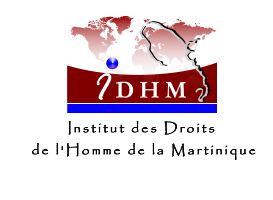 iDHM
Institut des Droits
de l'Homme de la Martinique